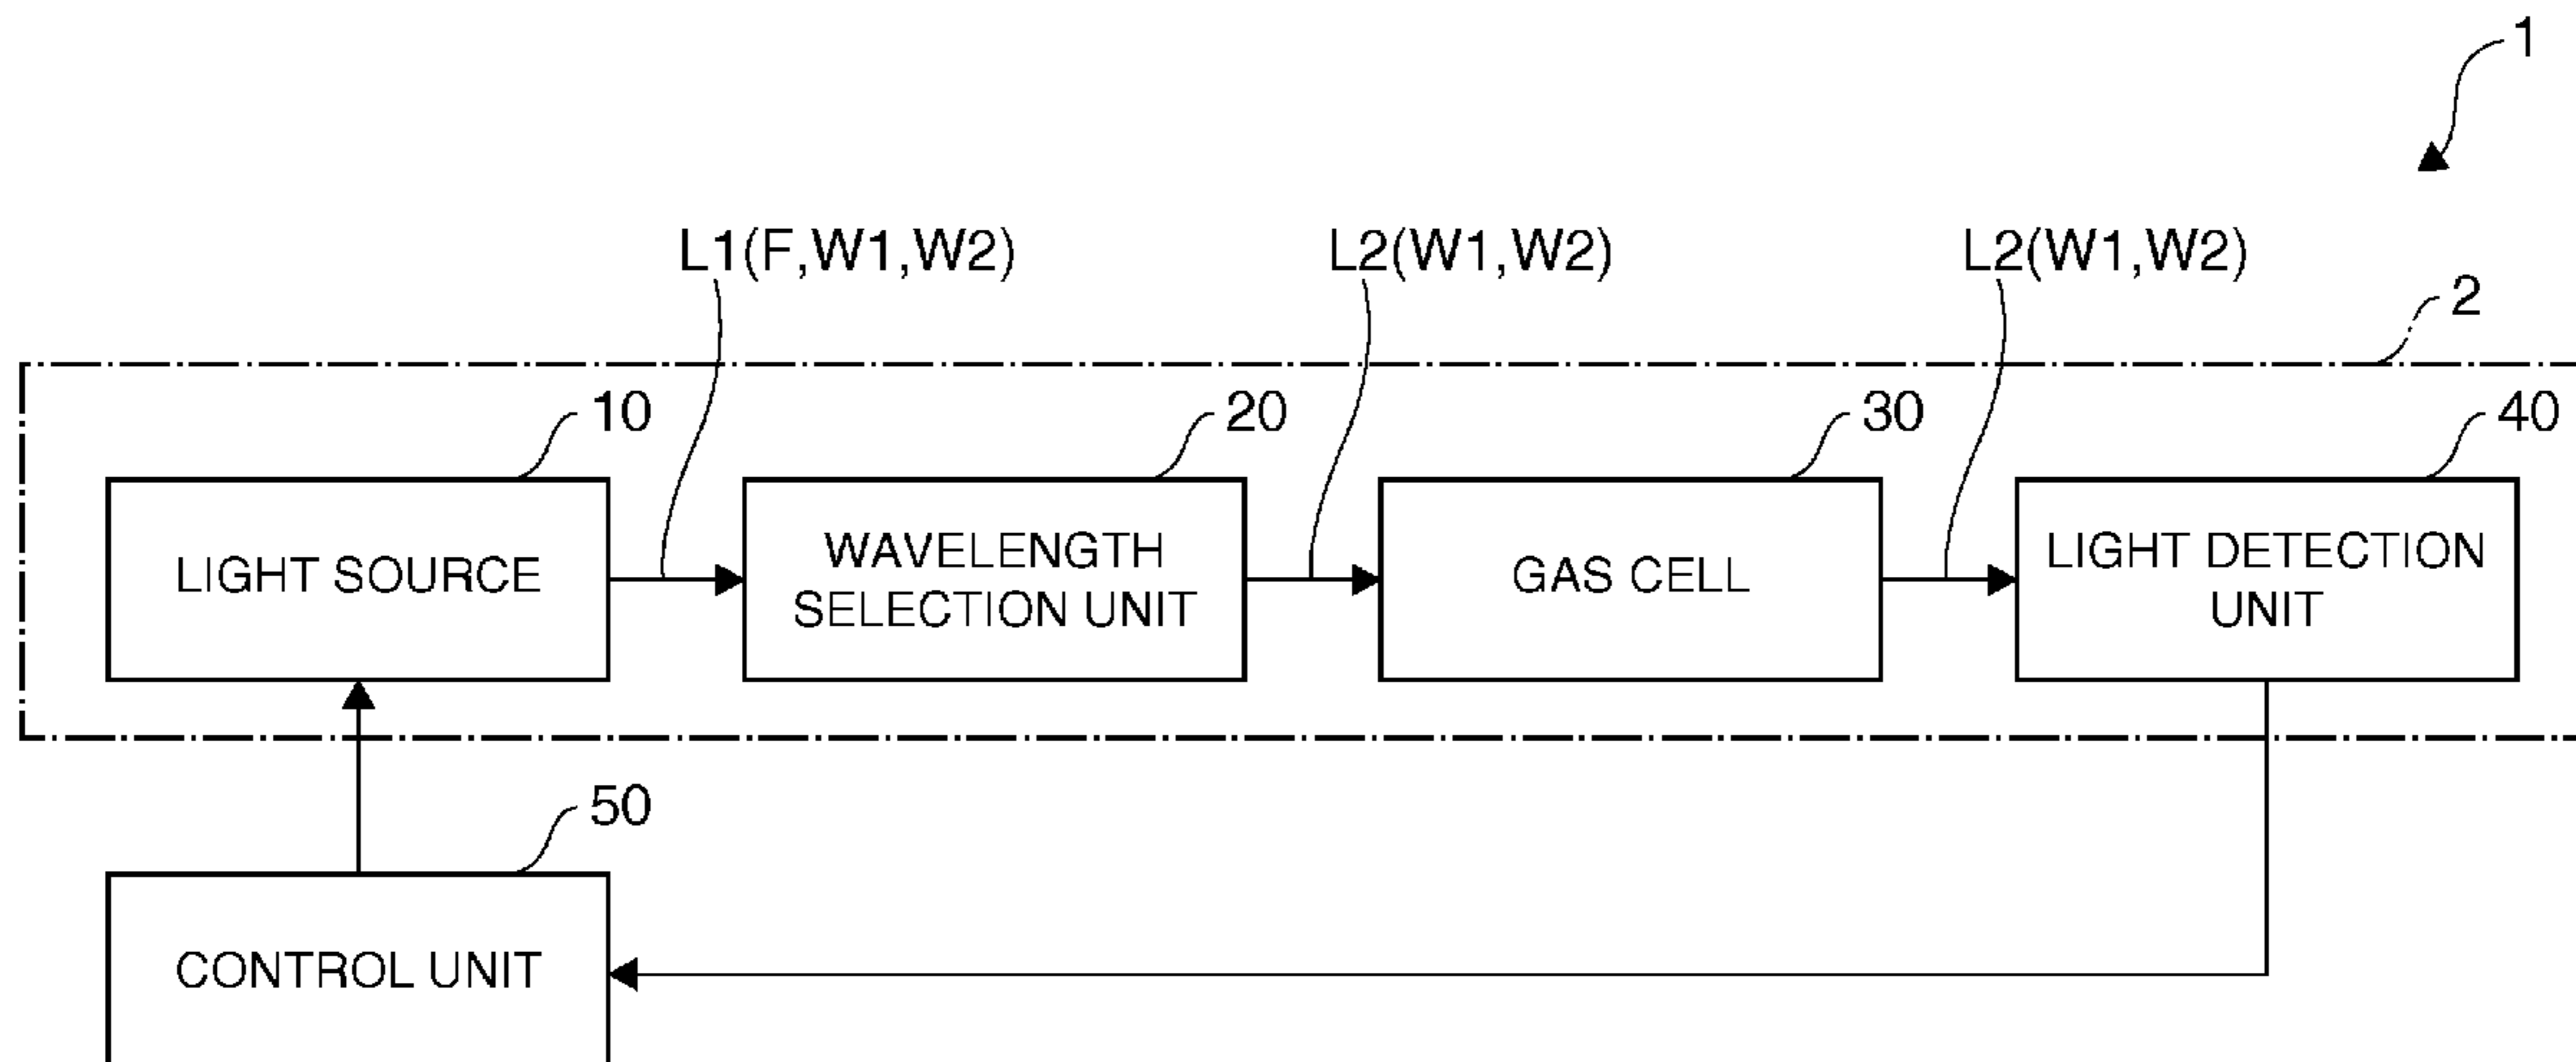 1
L1(F,W1,W2)
L2(W1,W2)
L2(W1,W2)
2
10
20
30
40
LIGHT SOURCE
WAVELENGTH
SELECTION UNIT
GAS CELL
LIGHT DETECTION
UNIT
50
CONTROL UNIT